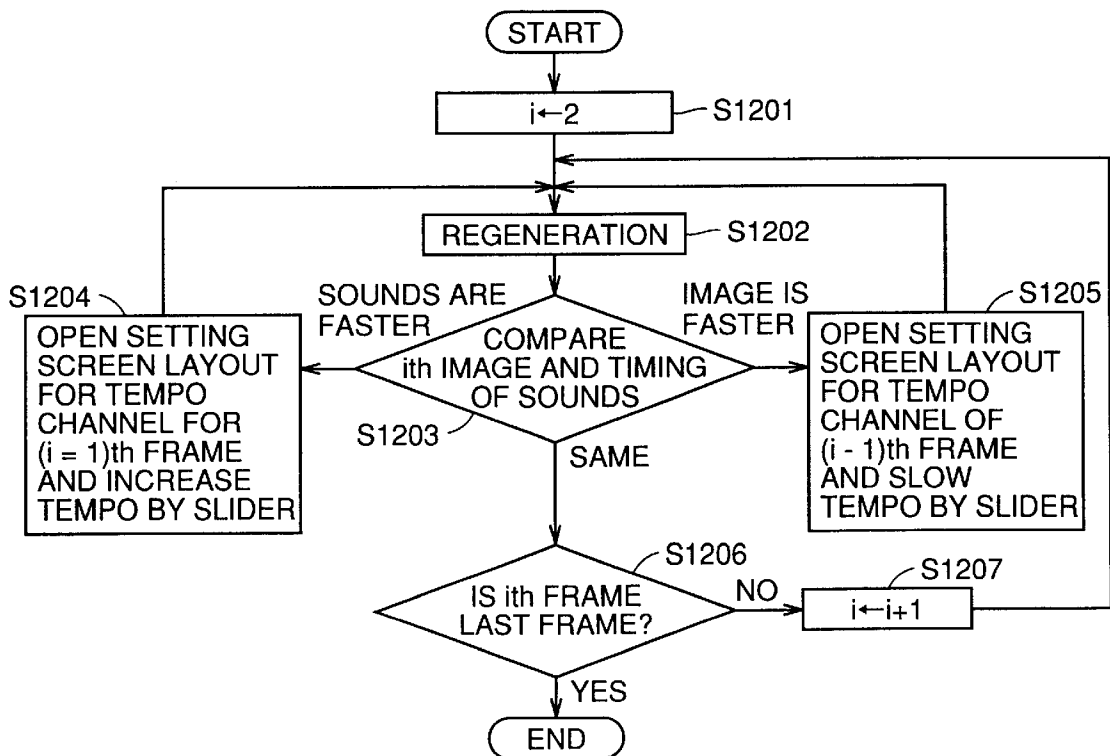 START
i←2
S1201
REGENERATION
S1202
S1204
SOUNDS ARE
FASTER
IMAGE IS
FASTER
S1205
OPEN SETTING
SCREEN LAYOUT
FOR TEMPO
CHANNEL FOR
(i = 1)th FRAME
AND INCREASE
TEMPO BY SLIDER
COMPARE
ith IMAGE AND TIMING
OF SOUNDS
S1203
OPEN SETTING
SCREEN LAYOUT
FOR TEMPO
CHANNEL OF
(i - 1)th FRAME
AND SLOW
TEMPO BY SLIDER
SAME
S1206
IS ith FRAME
LAST FRAME?
NO
S1207
i←i+1
YES
END